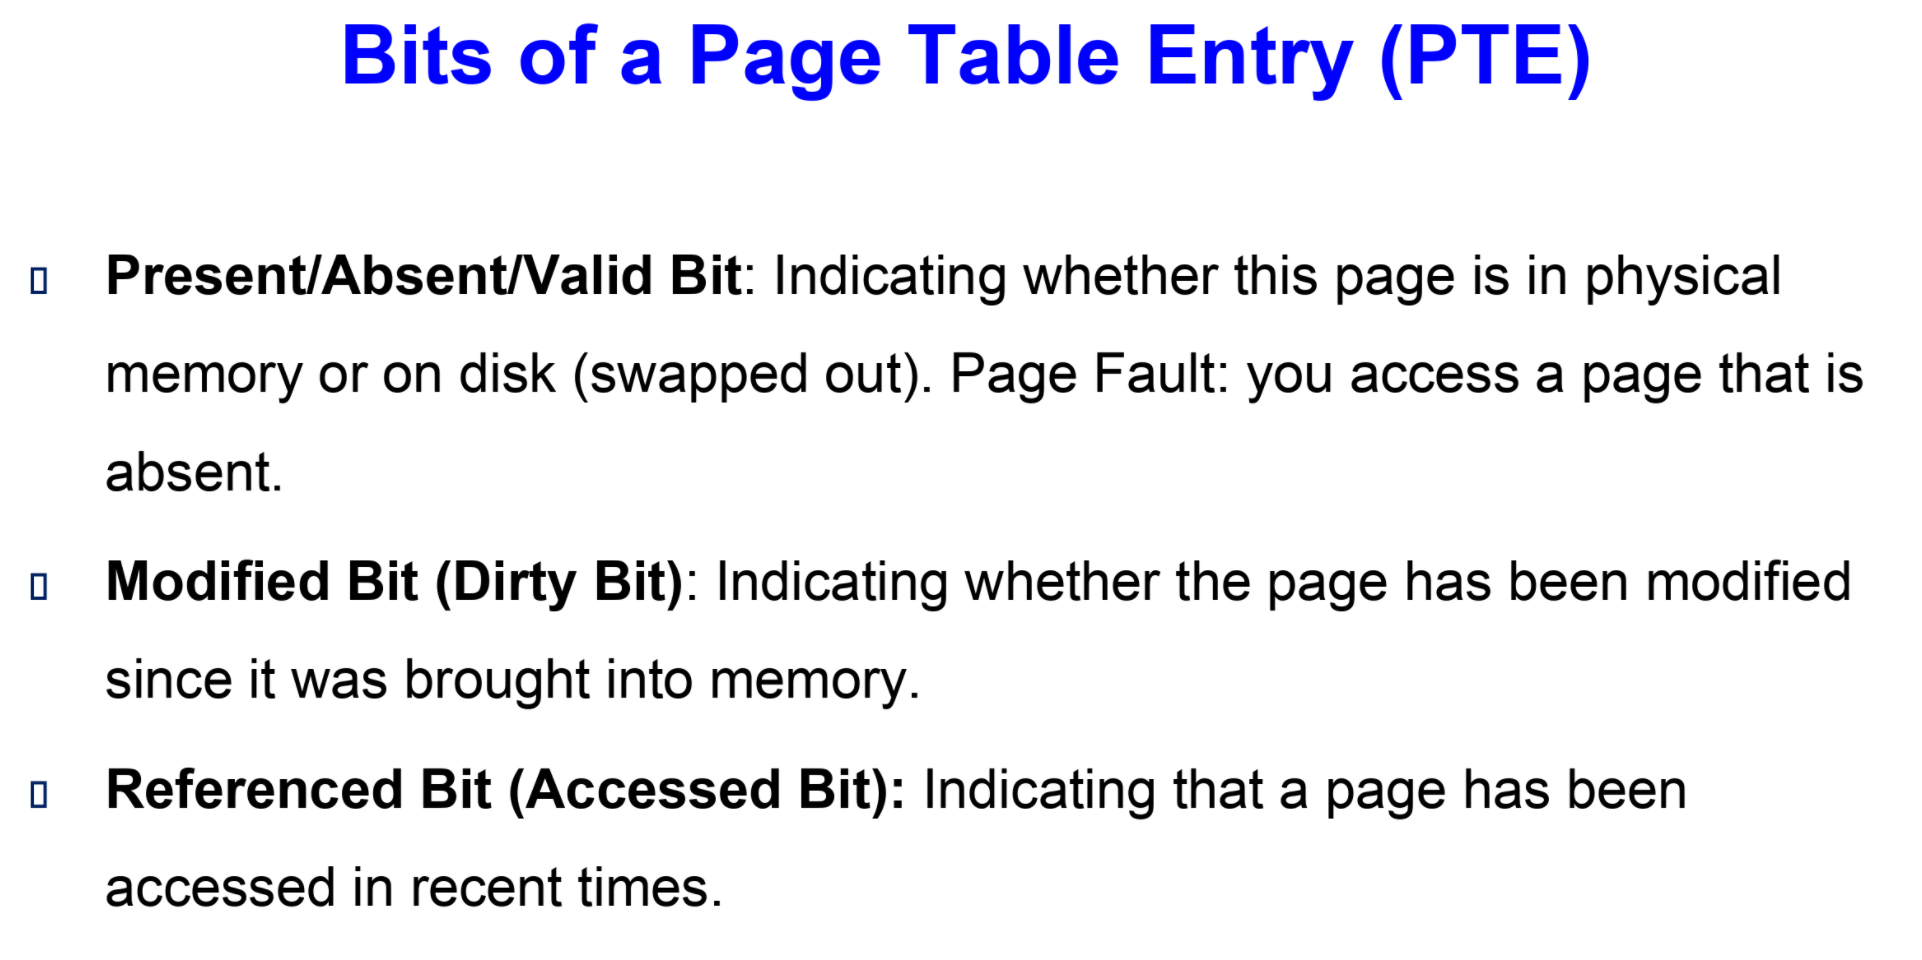 Bits of a Page Table Entry (PTE)
Present/Absent/Valid Bit: Indicating whether this page is in physical
memory or on disk (swapped out). Page Fault: you access a page that is
absent.
Modified Bit (Dirty Bit): Indicating whether the page has been modified
since it was brought into memory.
Referenced Bit (Accessed Bit): Indicating that a page has been
accessed in recent times.